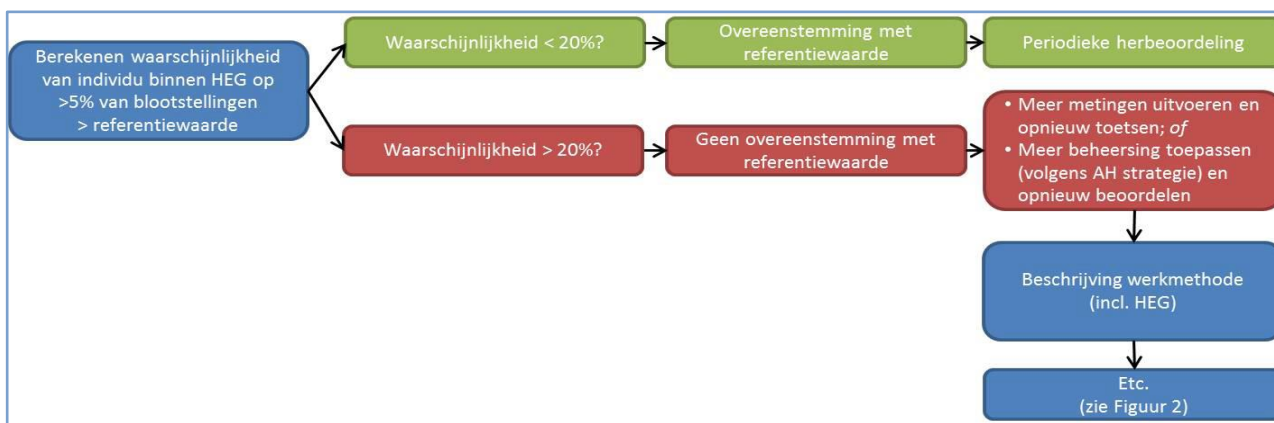 Berekenen waarschijnlijkheid
van individu binnen HEG op
>5% van blootstellingen
> referentiewaarde
Waarschijnlijkheid < 20%?
Overeenstemming met
referentiewaarde
Periodieke herbeoordeling
Waarschijnlijkheid > 20%?
Geen overeenstemming met
referentiewaarde
• Meer metingen uitvoeren en
opnieuw toetsen; of
• Meer beheersing toepassen
(volgens AH strategie) en
opnieuw beoordelen
Beschrijving werkmethode
(incl. HEG)
Etc.
(zie Figuur 2)